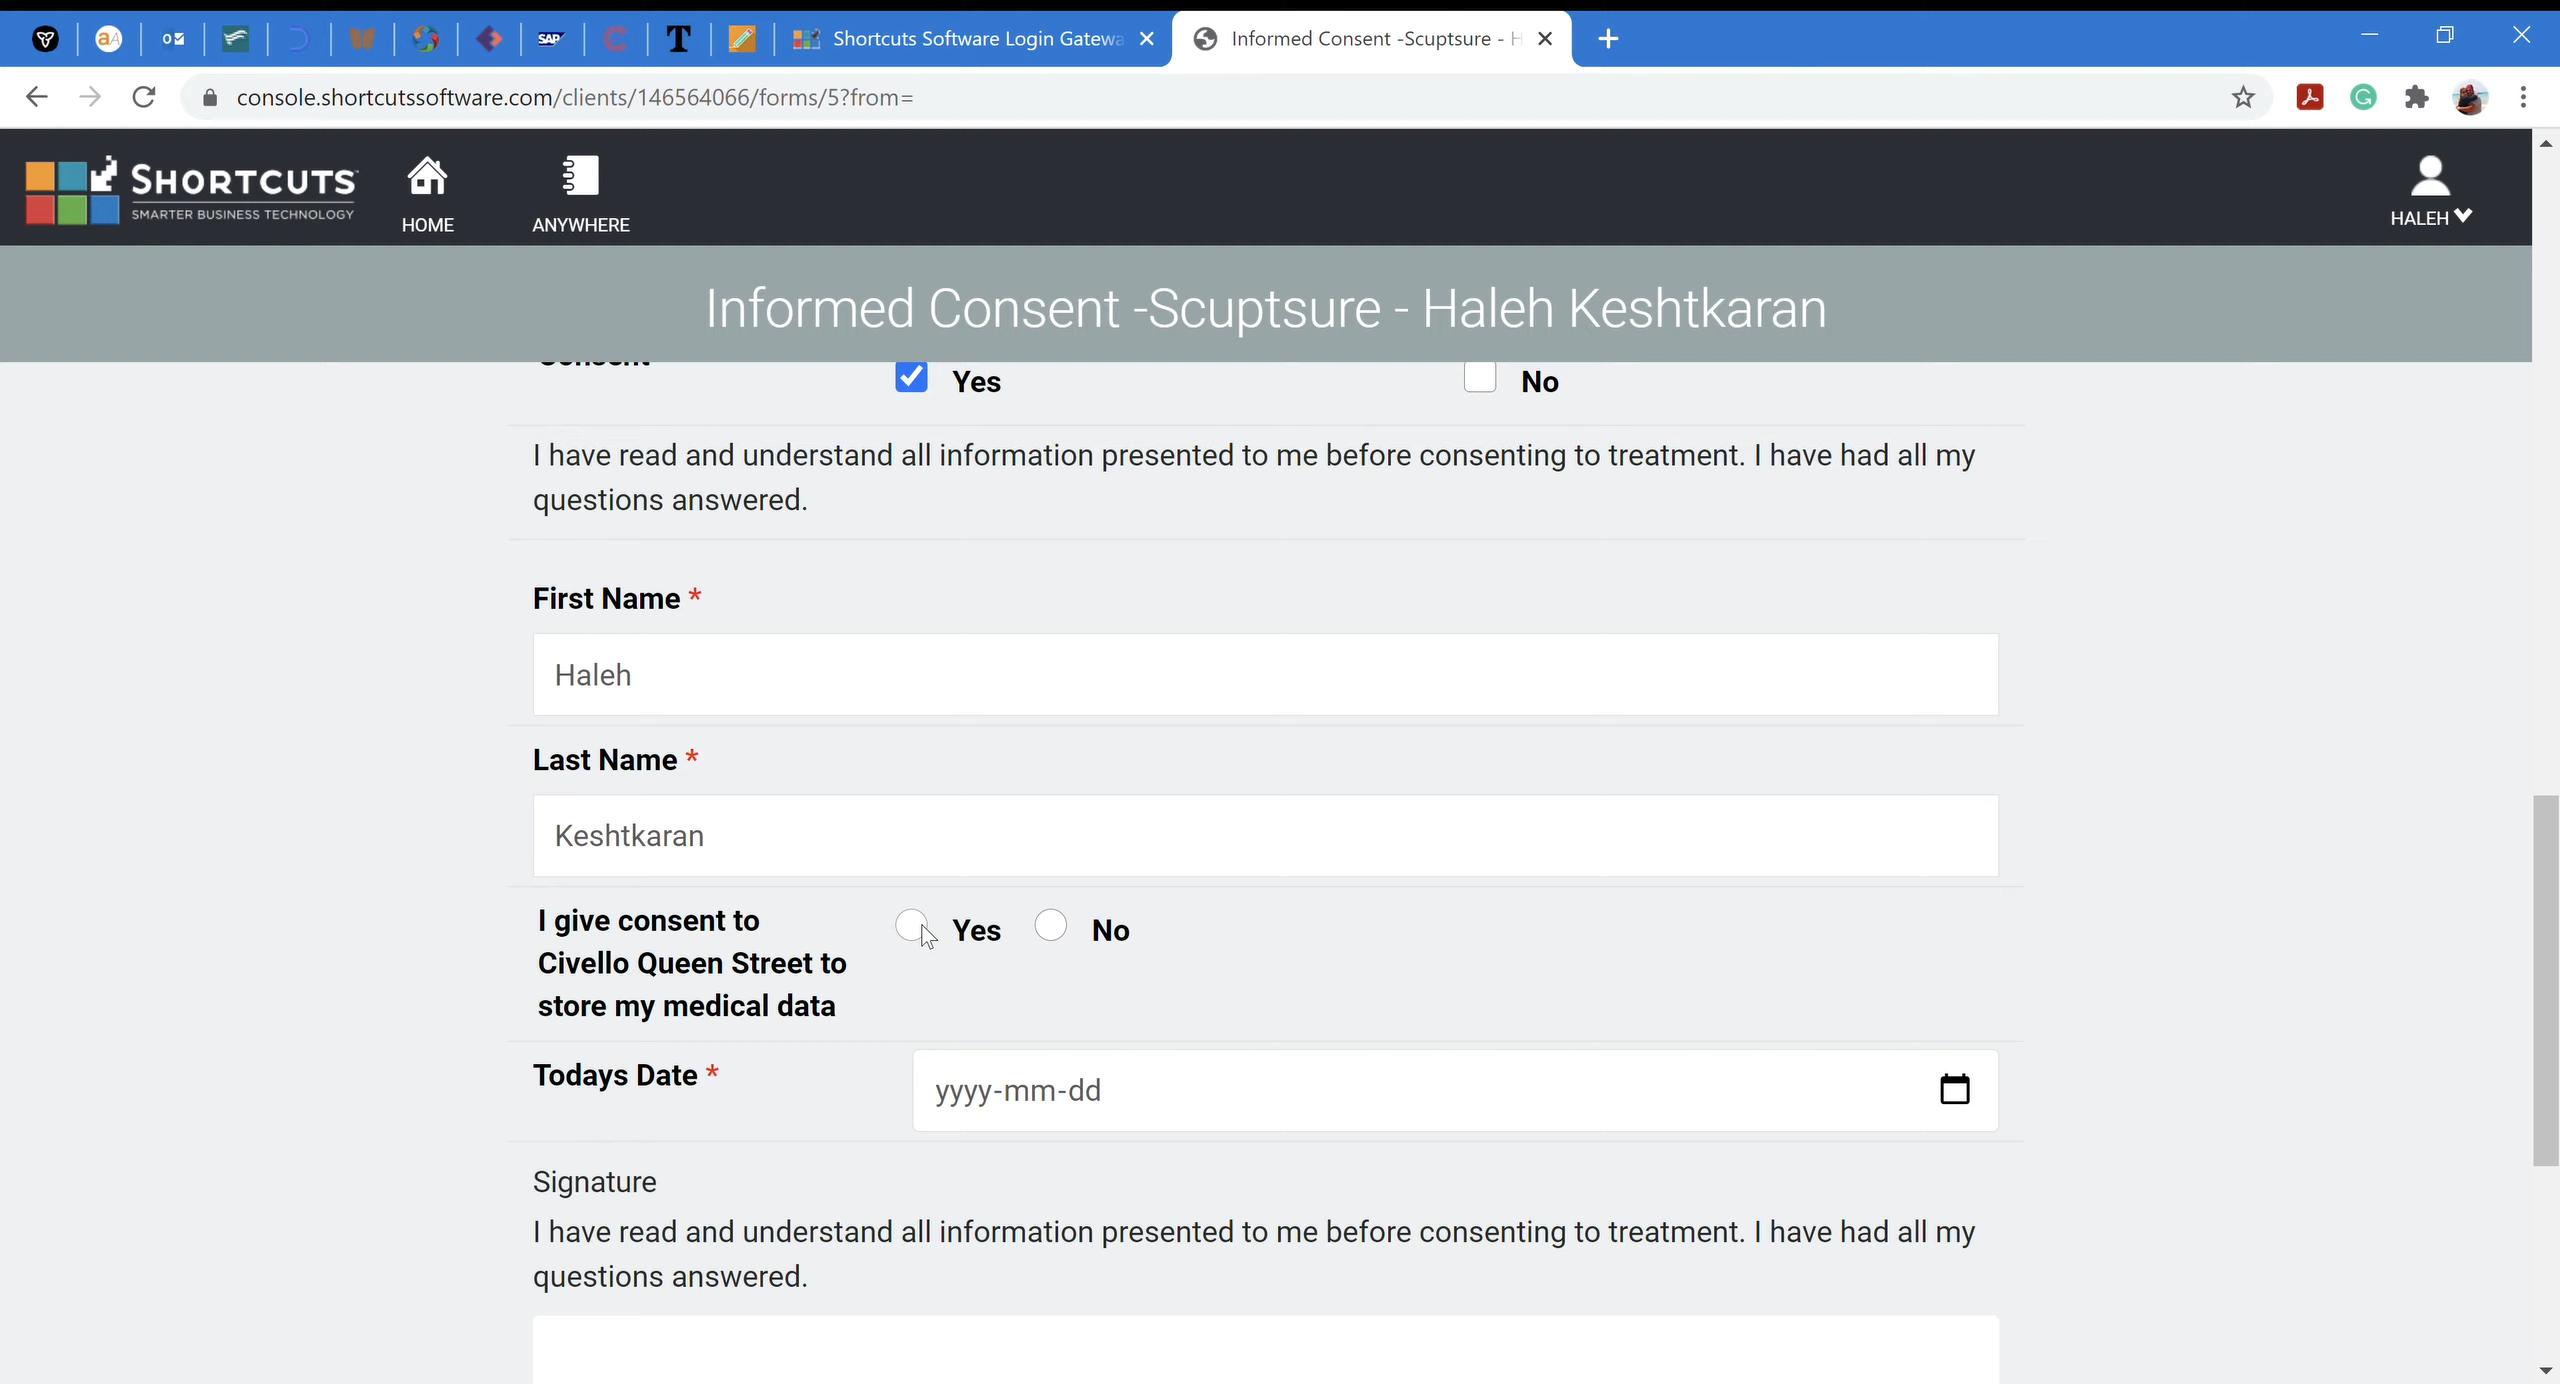 SAP
T
Shortcuts Software Login Gatewa
Informed Consent -Scuptsure - H
console.shortcutssoftware.com/clients/146564066/forms/5?from=
SHORTCUTS
SMARTER BUSINESS TECHNOLOGY
HOME
ANYWHERE
HALEH
Informed Consent -Scuptsure - Haleh Keshtkaran
Consent
Yes
No
I have read and understand all information presented to me before consenting to treatment. I have had all my
questions answered.
First Name *
Haleh
Last Name *
Keshtkaran
I give consent to
Civello Queen Street to
store my medical data
Yes
No
Todays Date *
yyyy-mm-dd
Signature
I have read and understand all information presented to me before consenting to treatment. I have had all my
questions answered.